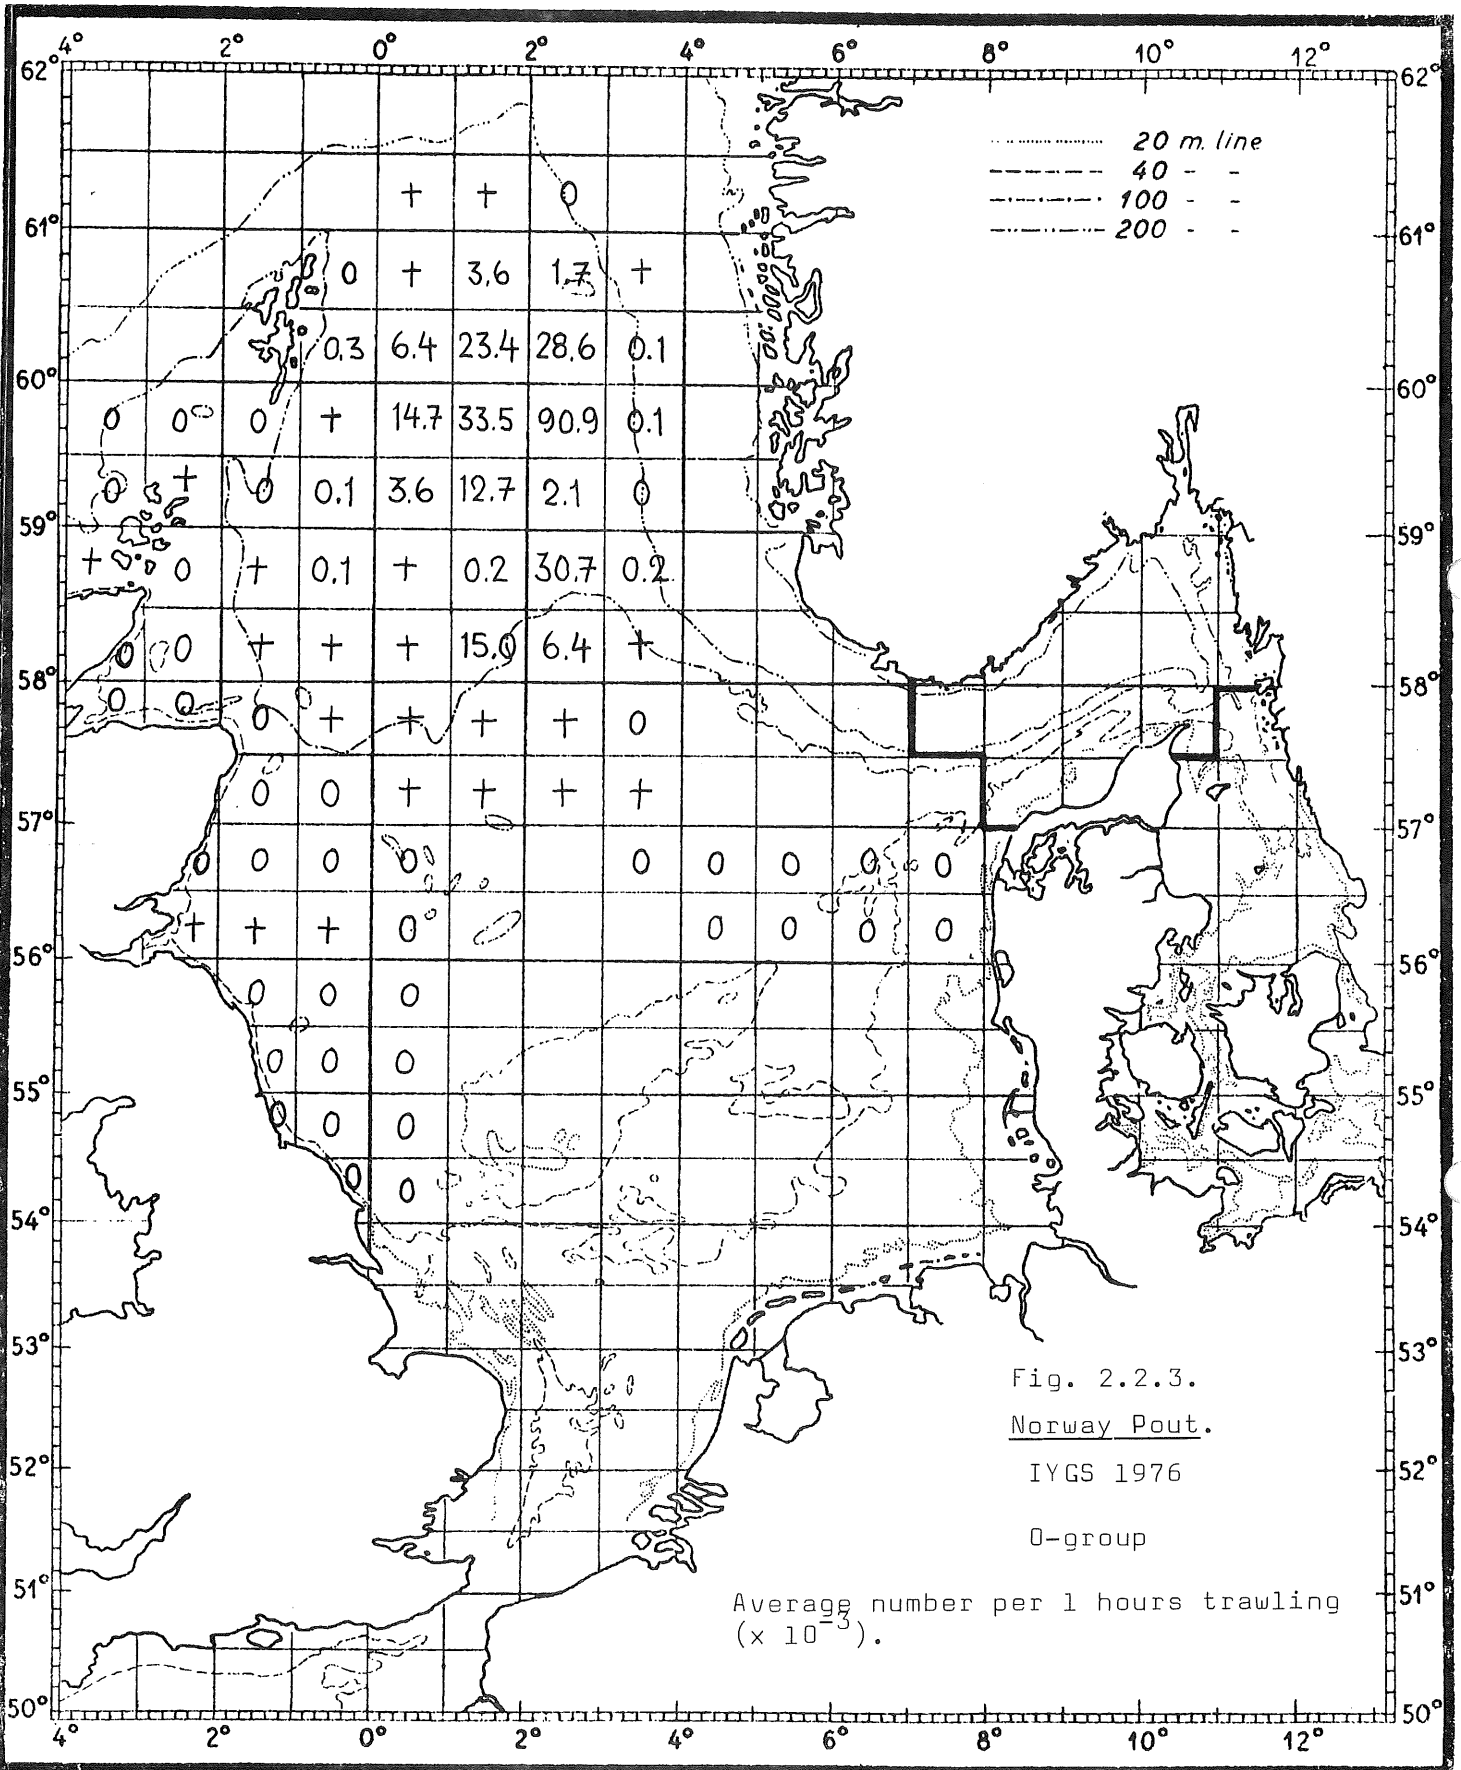 4° 2° 0° 2° 4° 6° 8° 10° 12°
62° 62°
20 m. line
40 - -
100 - -
200 - -
+ + 0
61° 61°
0 + 3.6 1.7 +
0.3 6.4 23.4 28.6 0.1
60° 60°
0 0 0 + 14.7 33.5 90.9 0.1
0 + 0 0.1 3.6 12.7 2.1 0
59° 59°
+ 0 + 0.1 + 0.2 30.7 0.2
0 0 + + + 15.0 6.4 +
58° 58°
0 0 0 + + + + 0
0 0 + + + +
57° 57°
0 0 0 0 0 0 0 0 0
+ + + 0 0 0 0 0
56° 56°
0 0 0
0 0 0
55° 55°
0 0 0
0 0
54° 54°
53° 53°
Fig. 2.2.3.
Norway Pout.
52° 52°
IYGS 1976
O-group
51° 51°
Average number per 1 hours trawling
(x 10⁻³).
50° 50°
4° 2° 0° 2° 4° 6° 8° 10° 12°